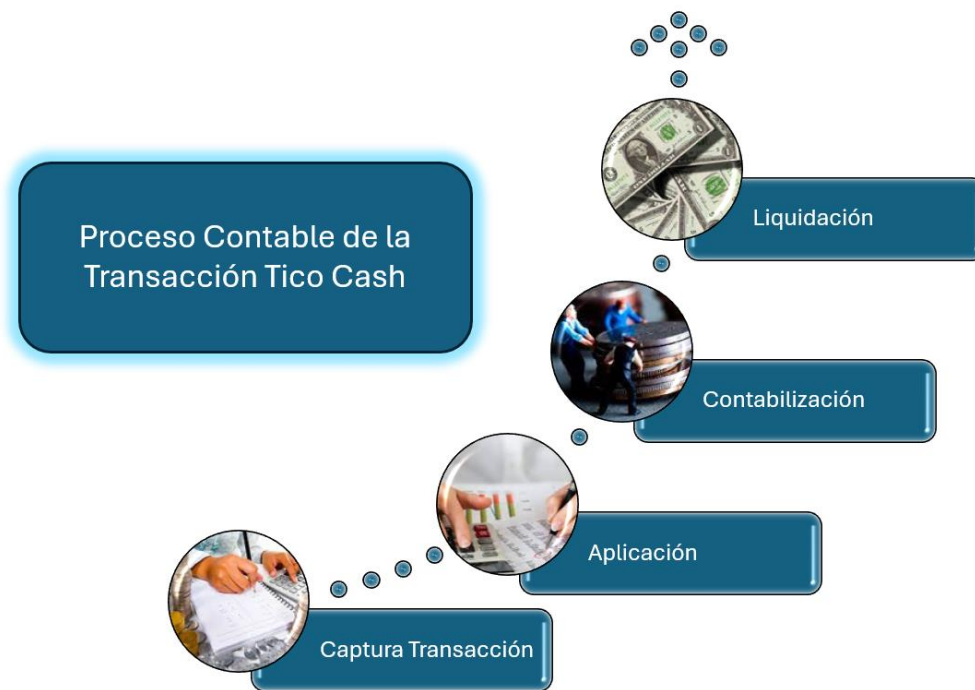 Proceso Contable de la
Transacción Tico Cash
Liquidación
Contabilización
Aplicación
Captura Transacción